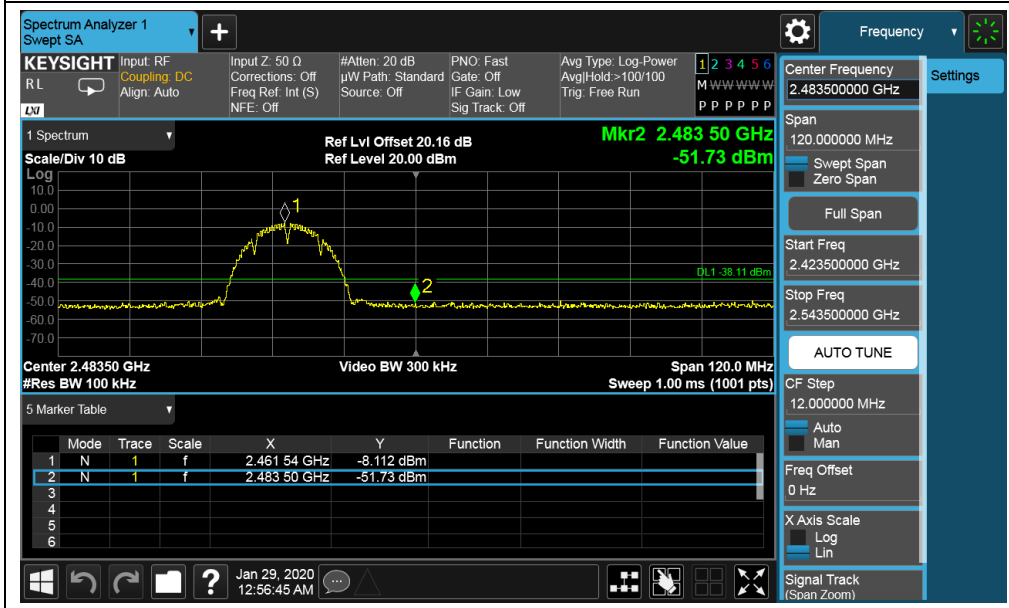 Spectrum Analyzer 1
Swept SA
+
Frequency
KEYSIGHT
RL
LXI
Input: RF
Coupling: DC
Align: Auto
Input Z: 50 Ω
Corrections: Off
Freq Ref: Int (S)
NFE: Off
#Atten: 20 dB
µW Path: Standard
Source: Off
PNO: Fast
Gate: Off
IF Gain: Low
Sig Track: Off
Avg Type: Log-Power
Avg|Hold:>100/100
Trig: Free Run
1 2 3 4 5 6
M W W W W W
P P P P P P
1 Spectrum
Scale/Div 10 dB
Ref Lvl Offset 20.16 dB
Ref Level 20.00 dBm
Mkr2 2.483 50 GHz
-51.73 dBm
Log
10.0
0.00
-10.0
-20.0
-30.0
-40.0
-50.0
-60.0
-70.0
1
2
DL1 -38.11 dBm
Center 2.48350 GHz
#Res BW 100 kHz
Video BW 300 kHz
Span 120.0 MHz
Sweep 1.00 ms (1001 pts)
5 Marker Table
Mode Trace Scale X Y Function Function Width Function Value
1 N 1 f 2.461 54 GHz -8.112 dBm
2 N 1 f 2.483 50 GHz -51.73 dBm
3
4
5
6
Center Frequency
2.483500000 GHz
Settings
Span
120.000000 MHz
Swept Span
Zero Span
Full Span
Start Freq
2.423500000 GHz
Stop Freq
2.543500000 GHz
AUTO TUNE
CF Step
12.000000 MHz
Auto
Man
Freq Offset
0 Hz
X Axis Scale
Log
Lin
Signal Track
(Span Zoom)
?
Jan 29, 2020
12:56:45 AM